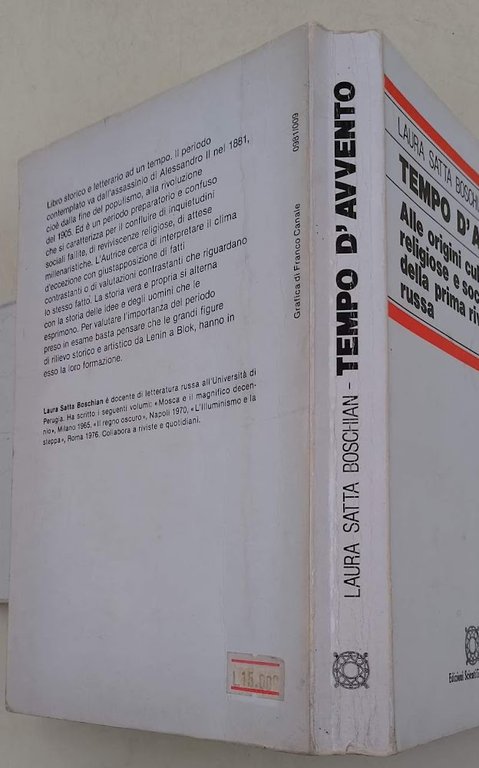 Libro storico e letterario ad un tempo. Il periodo
contemplato va dall'assassinio di Alessandro II nel 1881,
cioè dalla fine del populismo, alla rivoluzione
del 1905. Ed è un periodo preparatorio e confuso
che si caratterizza per il confluire di inquietudini
sociali fallite, di reviviscenze religiose, di attese
millenaristiche. L'Autrice cerca di interpretare il clima
d'eccezione con giustapposizione di fatti
contrastanti o di valutazioni contrastanti che riguardano
lo stesso fatto. La storia vera e propria si alterna
con la storia delle idee e degli uomini che le
esprimono. Per valutare l'importanza del periodo
preso in esame basta pensare che le grandi figure
di rilievo storico e artistico da Lenin a Blok, hanno in
esso la loro formazione.
Laura Satta Boschian è docente di letteratura russa all'Università di
Perugia. Ha scritto i seguenti volumi: «Mosca e il magnifico decen-
nio», Milano 1965, «Il regno oscuro», Napoli 1970, «L'Illuminismo e la
steppa», Roma 1976. Collabora a riviste e quotidiani.
Grafica di Franco Canale 0981/009
L.15.000
LAURA SATTA BOSCHIAN - TEMPO D'AVVENTO
LAURA SATTA BOSCHI
TEMPO D'A
Alle origini cul
religiose e soc
della prima riv
russa
Edizioni Scientifi